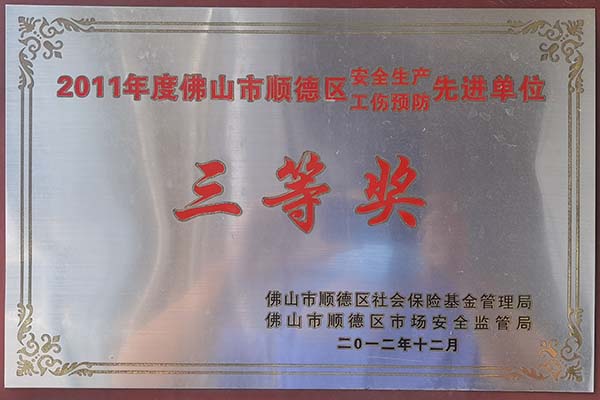 2011年度佛山市顺德区安全生产工伤预防先进单位
三等奖
佛山市顺德区社会保险基金管理局
佛山市顺德区市场安全监管局
二0一二年十二月